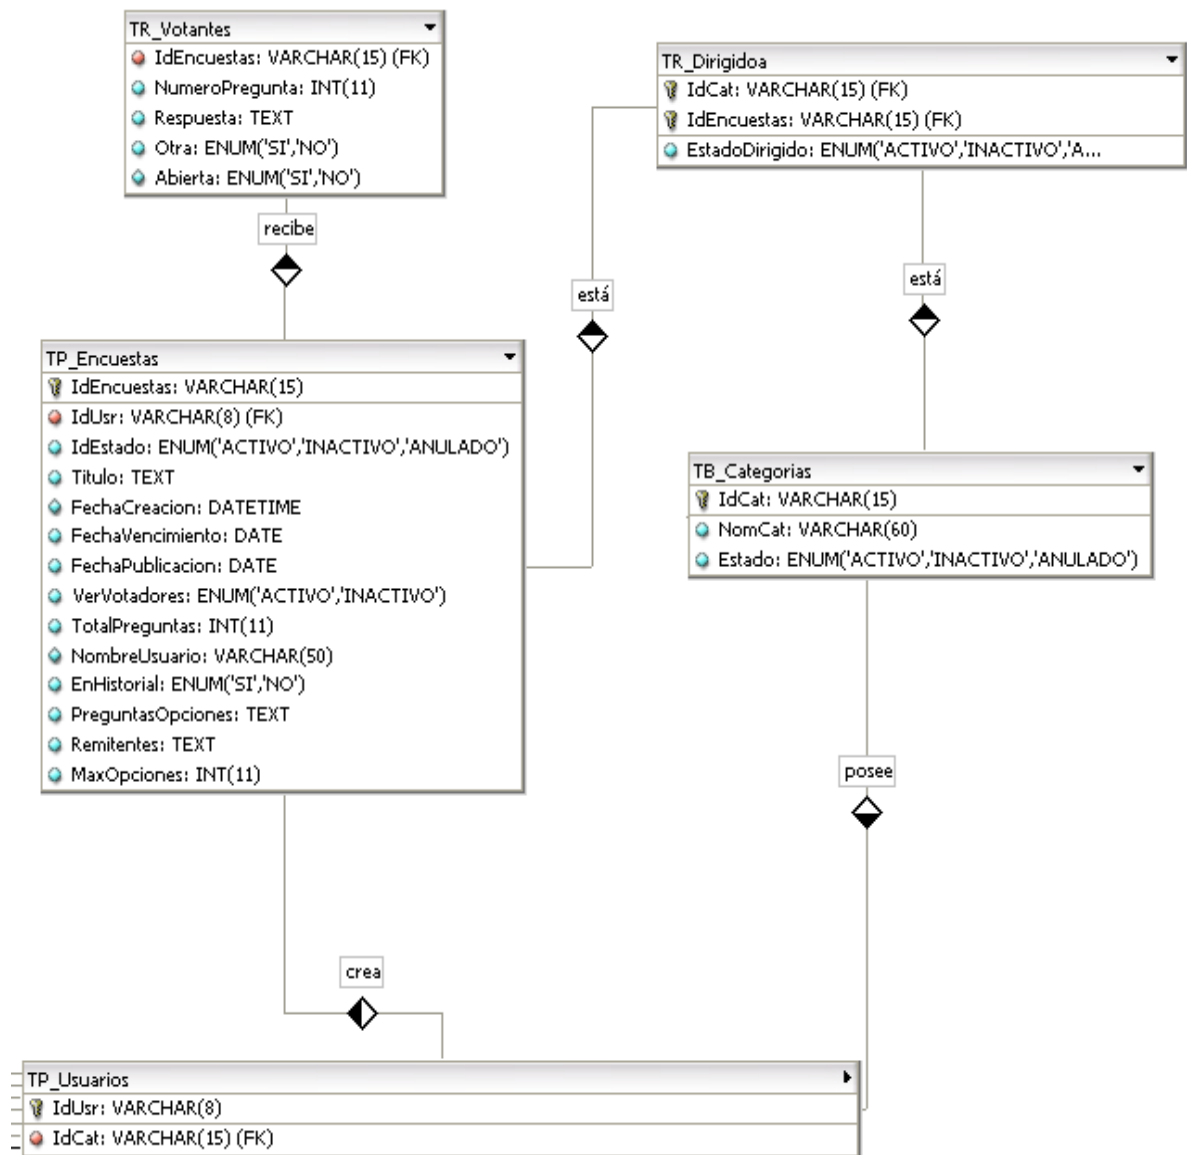 TR_Votantes
IdEncuestas: VARCHAR(15) (FK)
NumeroPregunta: INT(11)
Respuesta: TEXT
Otra: ENUM('SI','NO')
Abierta: ENUM('SI','NO')
recibe
TR_Dirigidoa
IdCat: VARCHAR(15) (FK)
IdEncuestas: VARCHAR(15) (FK)
EstadoDirigido: ENUM('ACTIVO','INACTIVO','A...
está
está
TP_Encuestas
IdEncuestas: VARCHAR(15)
IdUsr: VARCHAR(8) (FK)
IdEstado: ENUM('ACTIVO','INACTIVO','ANULADO')
Titulo: TEXT
FechaCreacion: DATETIME
FechaVencimiento: DATE
FechaPublicacion: DATE
VerVotadores: ENUM('ACTIVO','INACTIVO')
TotalPreguntas: INT(11)
NombreUsuario: VARCHAR(50)
EnHistorial: ENUM('SI','NO')
PreguntasOpciones: TEXT
Remitentes: TEXT
MaxOpciones: INT(11)
TB_Categorias
IdCat: VARCHAR(15)
NomCat: VARCHAR(60)
Estado: ENUM('ACTIVO','INACTIVO','ANULADO')
posee
crea
TP_Usuarios
IdUsr: VARCHAR(8)
IdCat: VARCHAR(15) (FK)